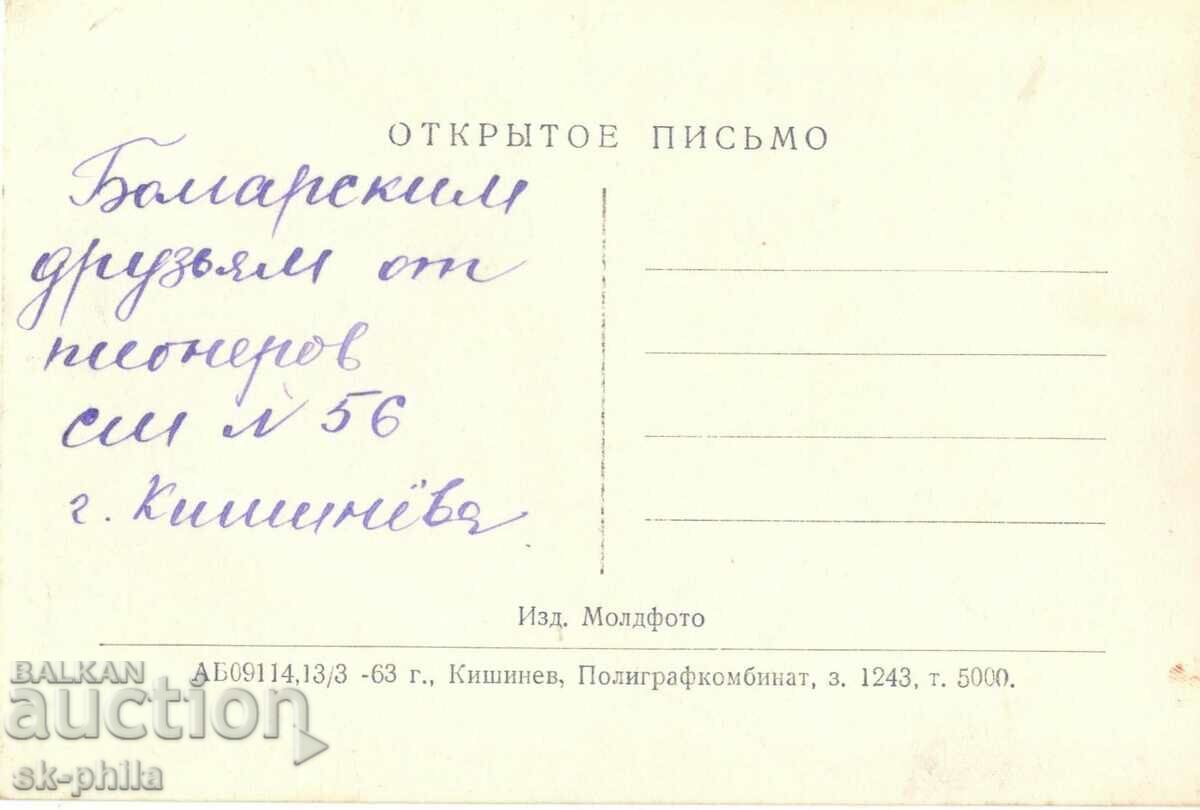 ОТКРЫТОЕ ПИСЬМО
Болгарским
друзьям от
пионеров
сш N 56
г. Кишинёва
Изд. Молдфото
АБ09114,13/3 -63 г., Кишинев, Полиграфкомбинат, з. 1243, т. 5000.
BALKAN
auction
sk-phila